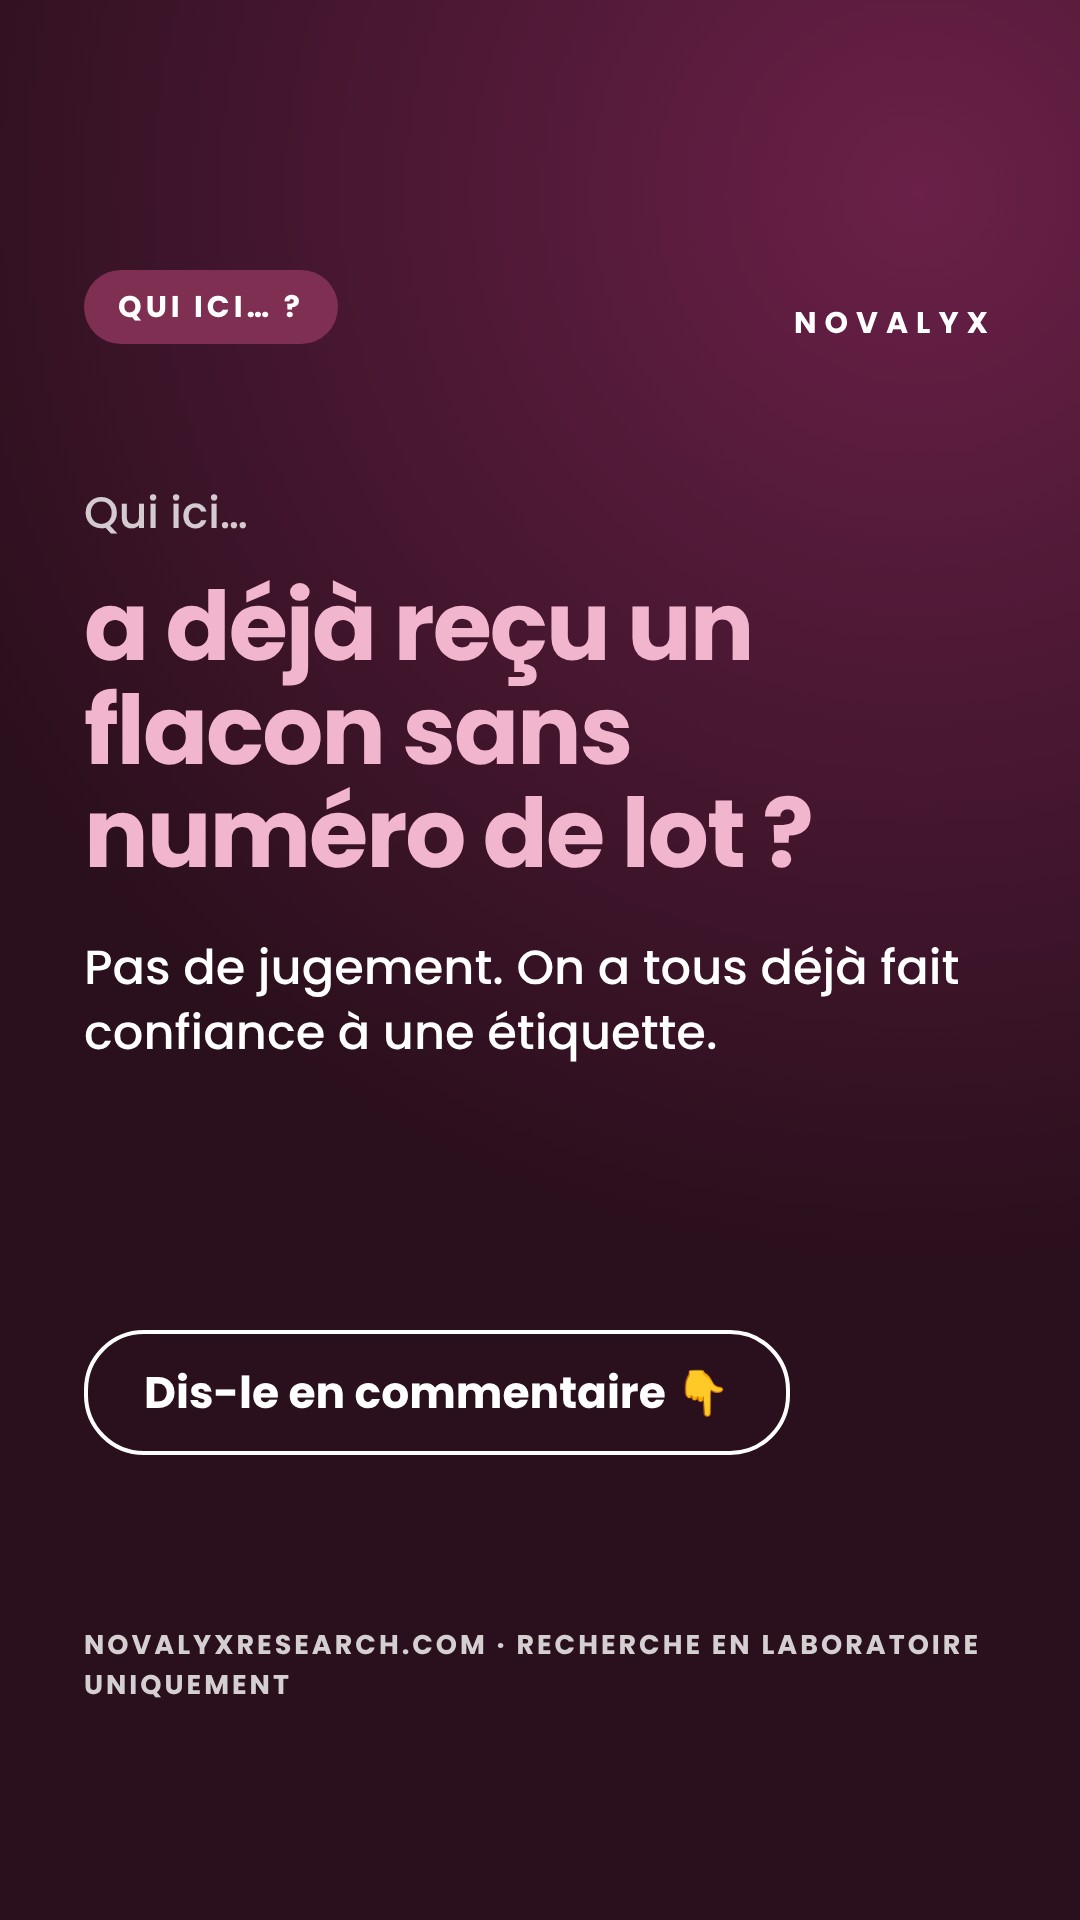 QUI ICI… ?
NOVALYX
Qui ici…
a déjà reçu un
flacon sans
numéro de lot ?
Pas de jugement. On a tous déjà fait
confiance à une étiquette.
Dis-le en commentaire 👇
NOVALYXRESEARCH.COM · RECHERCHE EN LABORATOIRE
UNIQUEMENT